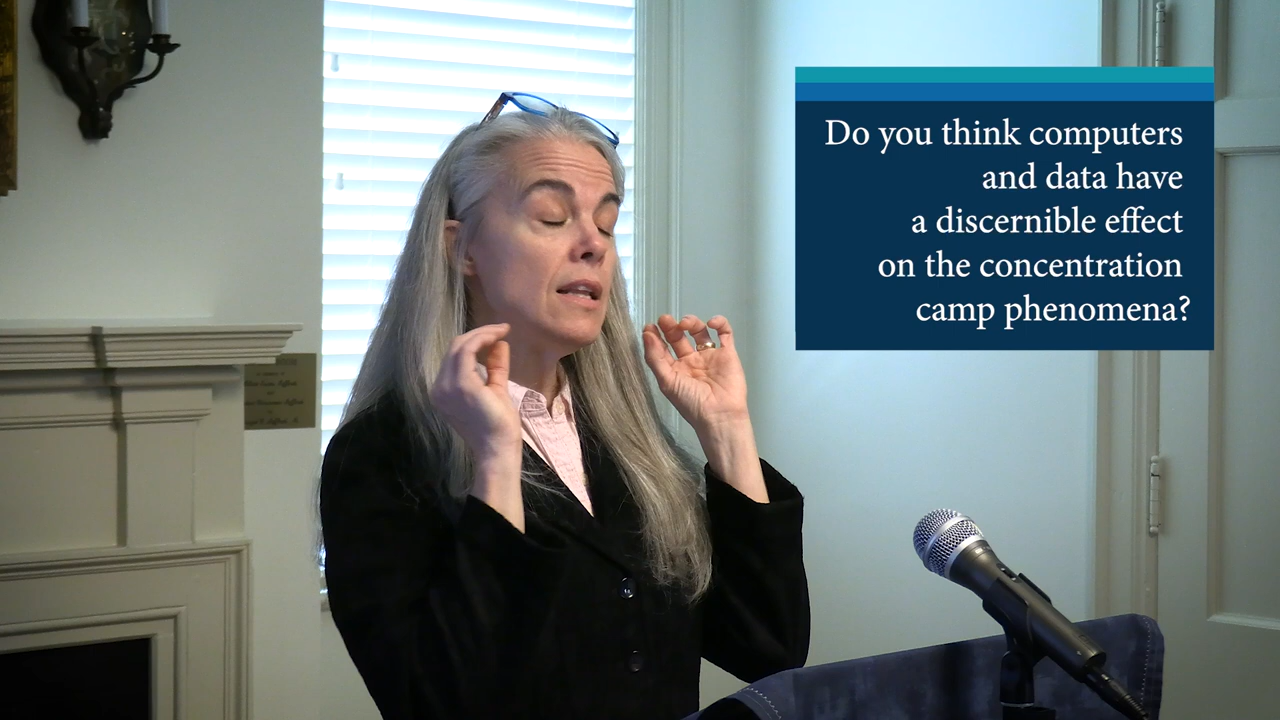 Do you think computers
and data have
a discernible effect
on the concentration
camp phenomena?